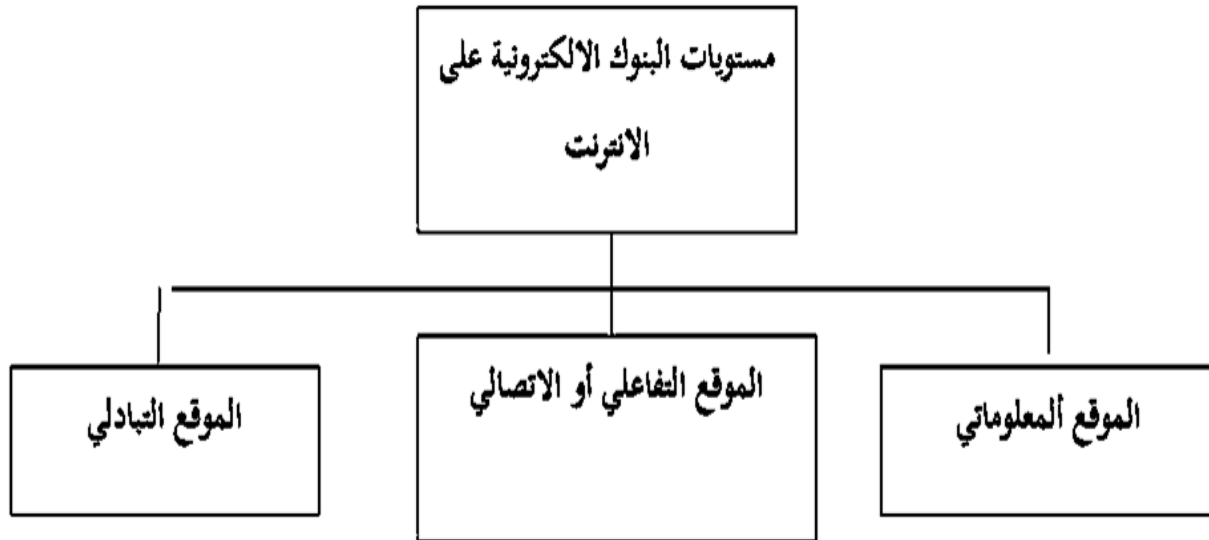 مستويات البنوك الالكترونية على
الانترنت
الموقع ألمعلوماتي
الموقع التفاعلي أو الاتصالي
الموقع التبادلي